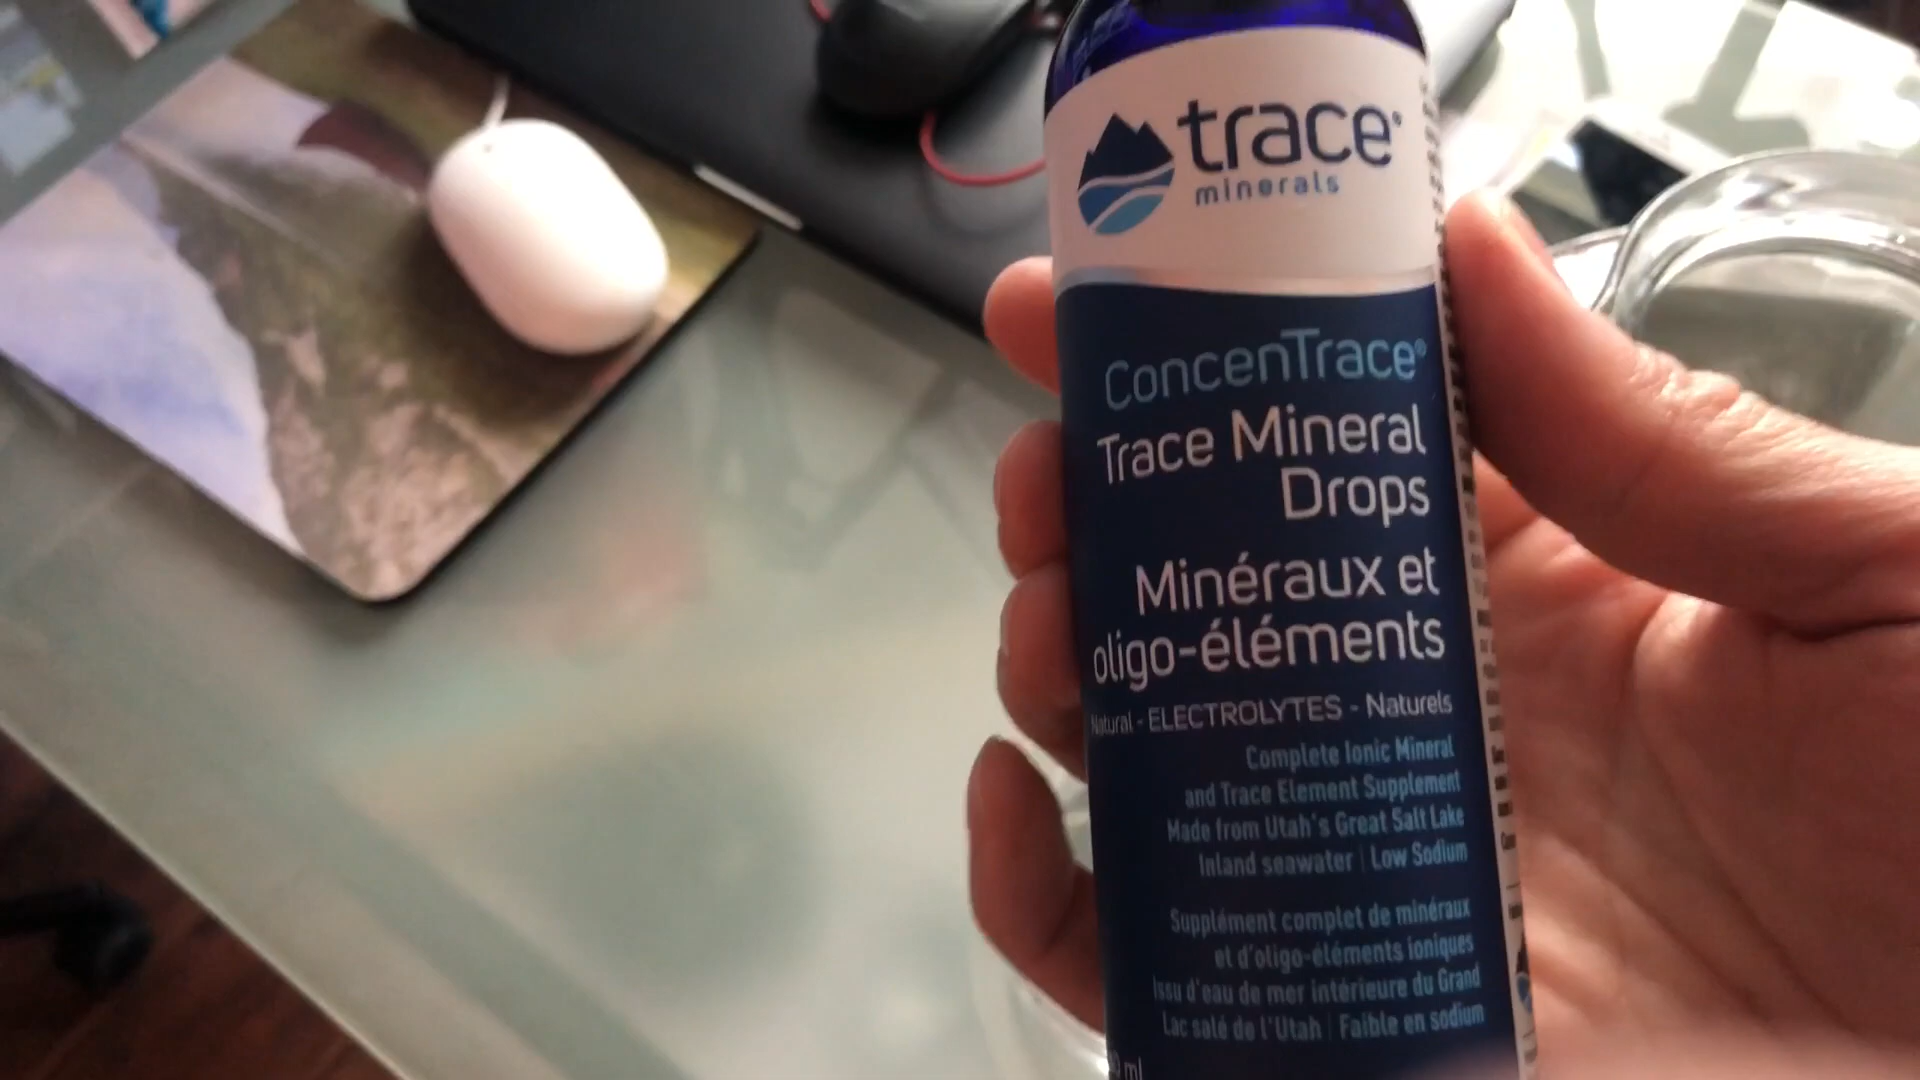 trace®
minerals
ConcenTrace®
Trace Mineral
Drops
Minéraux et
oligo-éléments
Natural - ELECTROLYTES - Naturels
Complete Ionic Mineral
and Trace Element Supplement
Made from Utah's Great Salt Lake
Inland seawater | Low Sodium
Supplément complet de minéraux
et d'oligo-éléments ioniques
Issu d'eau de mer intérieure du Grand
Lac salé de l'Utah | Faible en sodium
ml